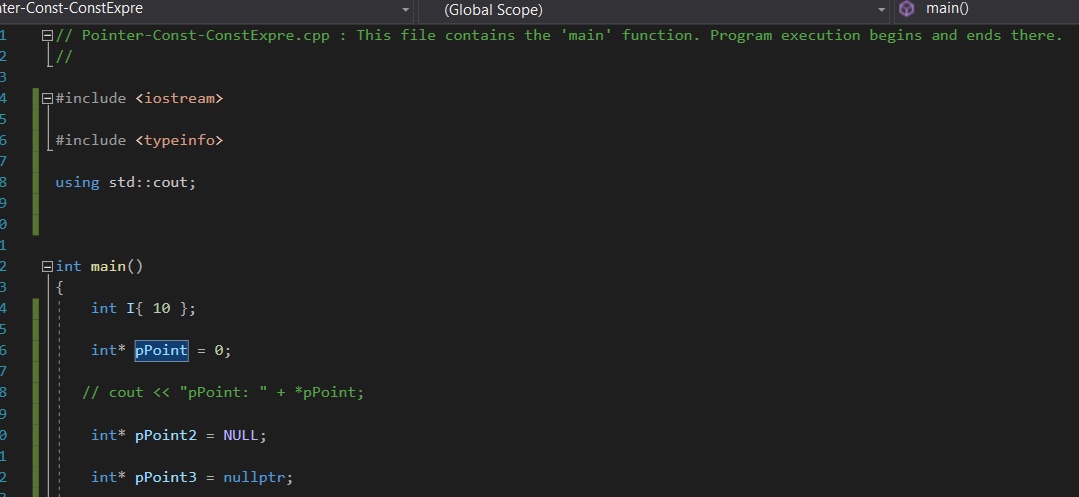 nter-Const-ConstExpre (Global Scope) main()
1 // Pointer-Const-ConstExpre.cpp : This file contains the 'main' function. Program execution begins and ends there.
2 //
3
4 #include <iostream>
5
6 #include <typeinfo>
7
8 using std::cout;
9
0
1
2 int main()
3 {
4 int I{ 10 };
5
6 int* pPoint = 0;
7
8 // cout << "pPoint: " + *pPoint;
9
0 int* pPoint2 = NULL;
1
2 int* pPoint3 = nullptr;